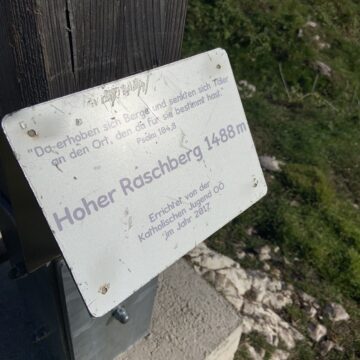 "Da erhoben sich Berge und senkten sich Täler
an den Ort, den du für sie bestimmt hast."
Psalm 104,8
Hoher Raschberg 1488 m
Errichtet von der
Katholischen Jugend OÖ
im Jahr 2017